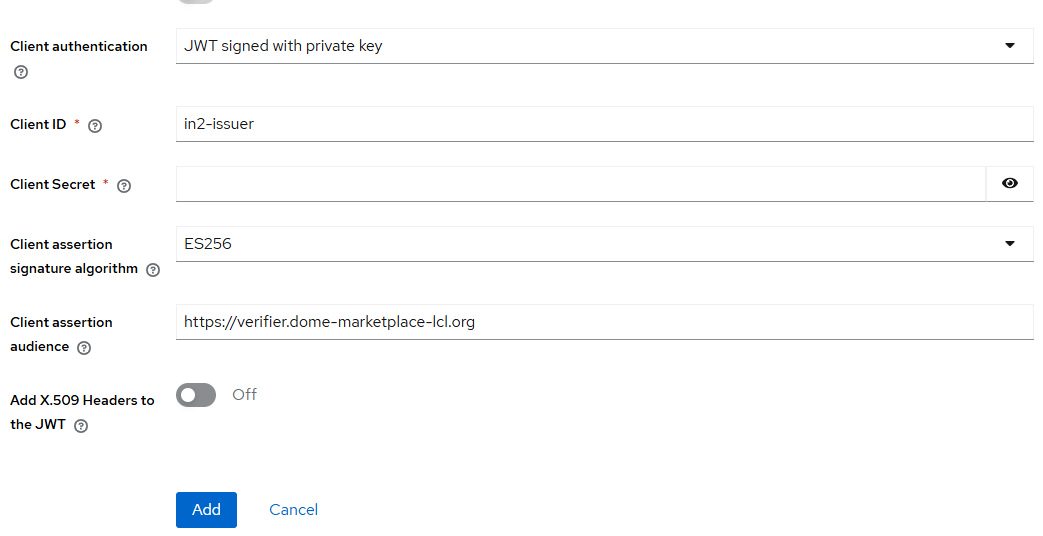 Client authentication
JWT signed with private key
Client ID *
in2-issuer
Client Secret *
Client assertion
signature algorithm
ES256
Client assertion
audience
https://verifier.dome-marketplace-lcl.org
Add X.509 Headers to
the JWT
Off
Add Cancel